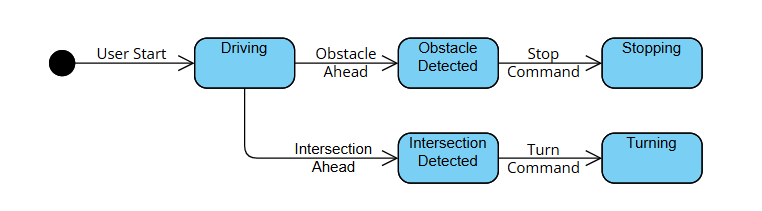 User Start
Driving
Obstacle
Ahead
Obstacle
Detected
Stop
Command
Stopping
Intersection
Ahead
Intersection
Detected
Turn
Command
Turning